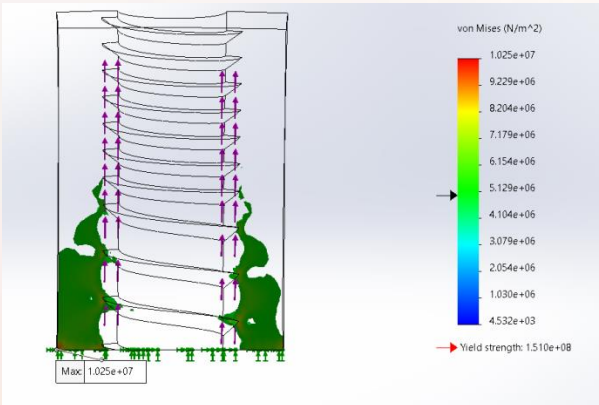 von Mises (N/m^2)
1.025e+07
9.229e+06
8.204e+06
7.179e+06
6.154e+06
5.129e+06
4.104e+06
3.079e+06
2.054e+06
1.030e+06
4.532e+03
Yield strength: 1.510e+08
Max: 1.025e+07